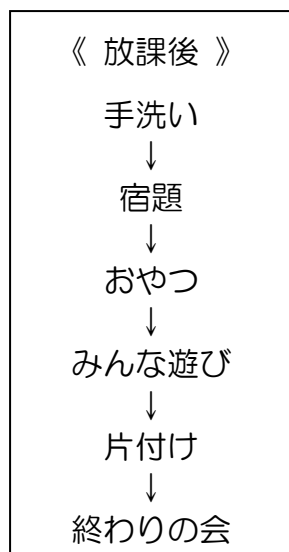 《 放課後 》
手洗い
↓
宿題
↓
おやつ
↓
みんな遊び
↓
片付け
↓
終わりの会